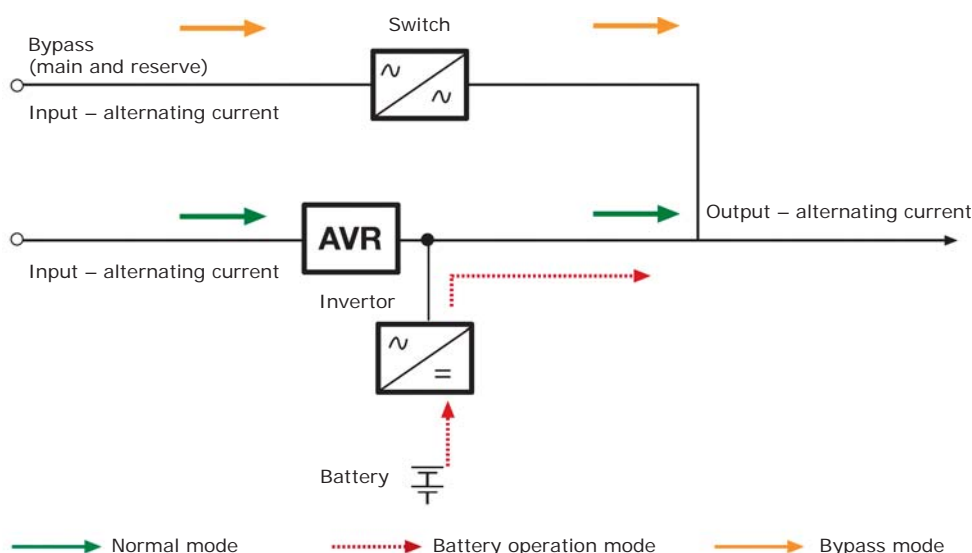 Switch
Bypass
(main and reserve)
Input – alternating current
Output – alternating current
AVR
Input – alternating current
Invertor
Battery
Normal mode
Battery operation mode
Bypass mode